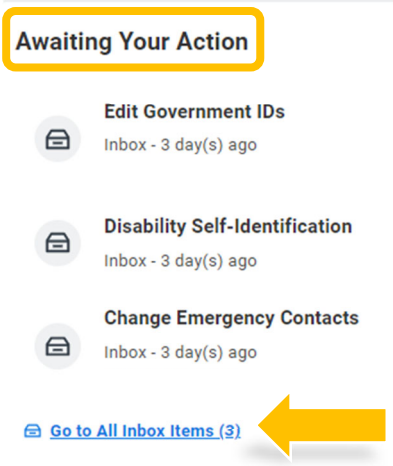 Awaiting Your Action
Edit Government IDs
Inbox - 3 day(s) ago
Disability Self-Identification
Inbox - 3 day(s) ago
Change Emergency Contacts
Inbox - 3 day(s) ago
Go to All Inbox Items (3)